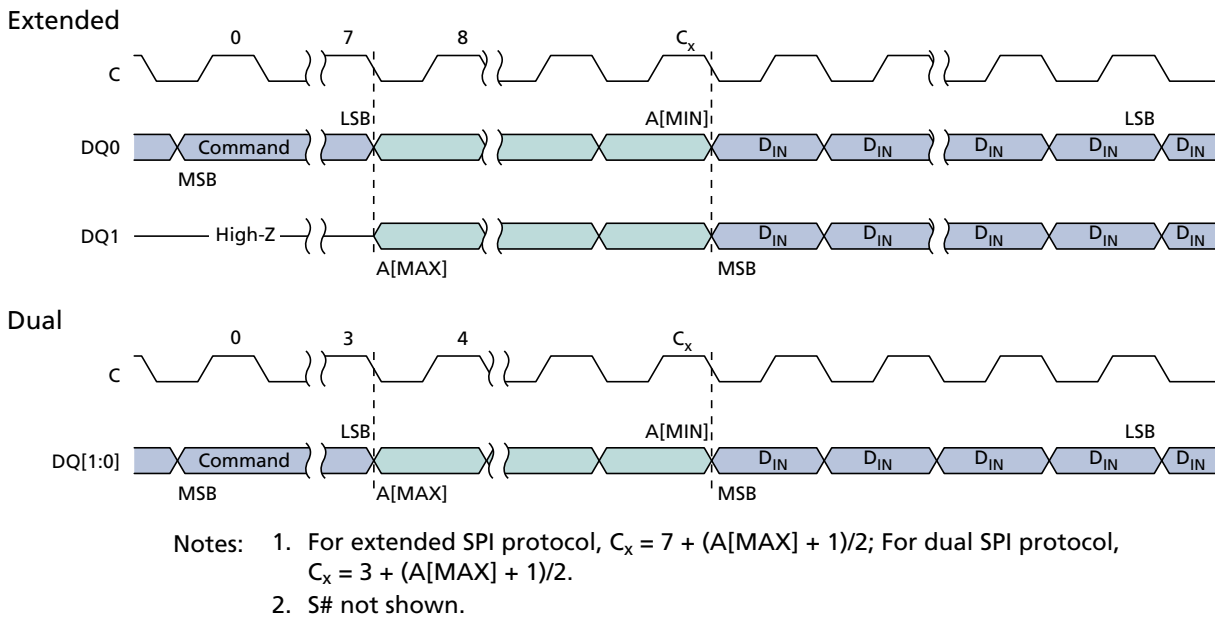 Extended
0 7 8 Cx
C
LSB A[MIN] LSB
DQ0 Command DIN DIN DIN DIN DIN
MSB
DQ1 High-Z DIN DIN DIN DIN DIN
A[MAX] MSB
Dual
0 3 4 Cx
C
LSB A[MIN] LSB
DQ[1:0] Command DIN DIN DIN DIN DIN
MSB A[MAX] MSB
Notes: 1. For extended SPI protocol, Cx = 7 + (A[MAX] + 1)/2; For dual SPI protocol,
Cx = 3 + (A[MAX] + 1)/2.
2. S# not shown.